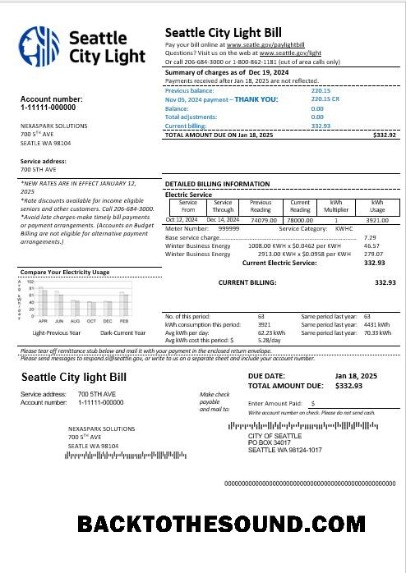 Seattle
City Light
Seattle City Light Bill
Pay your bill online at www.seattle.gov/paylightbill
Questions? Visit us on the web at www.seattle.gov/light
Or call 206-684-3000 or 1-800-862-1181 (out of area calls only)
Summary of charges as of Dec 19, 2024
Payments received after Jan 18, 2025 are not reflected.
Previous balance: 220.15
Nov 05, 2024 payment – THANK YOU: 220.15 CR
Balance: 0.00
Total adjustments: 0.00
Current billing: 332.93
TOTAL AMOUNT DUE ON Jan 18, 2025 $332.92
Account number:
1-11111-000000
NEXASPARK SOLUTIONS
700 5TH AVE
SEATLE WA 98104
Service address:
700 5TH AVE
*NEW RATES ARE IN EFFECT JANUARY 12,
2025
*Rate discounts available for income eligible
seniors and other customers. Call 206-684-3000.
*Avoid late charges make timely bill payments
or payment arrangements. (Accounts on Budget
Billing are not eligible for alternative payment
arrangements.)
DETAILED BILLING INFORMATION
Electric Service
Service From Service Through Previous Reading Current Reading kWh Multiplier kWh Usage
Oct 12, 2024 Dec 14, 2024 74079.00 78000.00 1 3921.00
Meter Number: 999999 Service Category: KWHC
Base service charge 7.29
Winter Business Energy 1008.00 KWH x $0.0462 per KWH 46.57
Winter Business Energy 2913.00 KWH x $0.0958 per KWH 279.07
Current Electric Service: 332.93
CURRENT BILLING: 332.93
Compare Your Electricity Usage
100
80
60
40
20
0
APR JUN AUG OCT DEC FEB
Light-Previous Year Dark-Current Year
No. of this period: 63 Same period last year: 63
kWh consumption this period: 3921 Same period last year: 4431 kWh
Avg kWh per day: 62.23 kWh Same period last year: 70.33 kWh
Avg kWh cost this period: $ 5.28/day
Please tear off remittance stub below and mail it with your payment in the enclosed return envelope.
Please send messages to respond.cl@seattle.gov, or write to us on a separate sheet and include your account number.
Seattle City light Bill
Service address: 700 5TH AVE
Account number: 1-11111-000000
Make check
payable
and mail to:
DUE DATE: Jan 18, 2025
TOTAL AMOUNT DUE: $332.93
Enter Amount Paid: $
Write account number on check. Please do not send cash.
NEXASPARK SOLUTIONS
700 5TH AVE
SEATLE WA 98104
CITY OF SEATTLE
PO BOX 34017
SEATTLE WA 98124-1017
BACKTOTHESOUND.COM